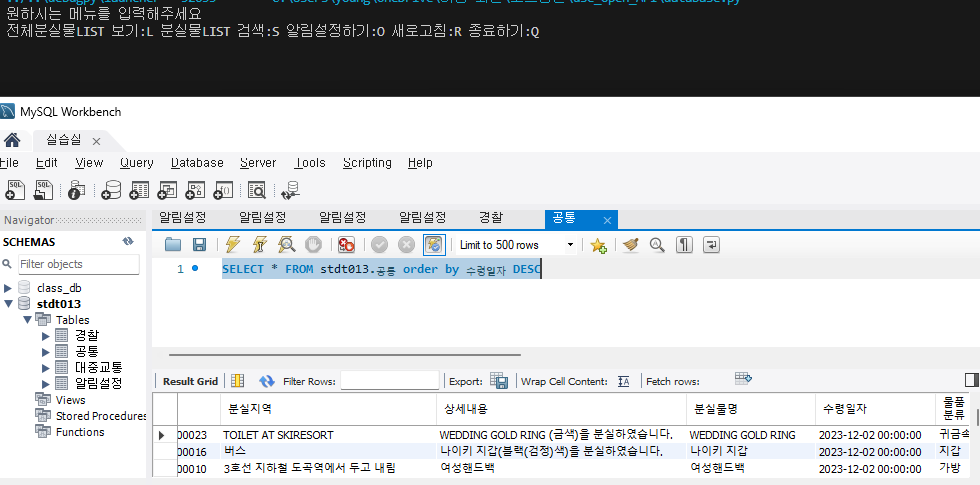 원하시는 메뉴를 입력해주세요
전체분실물LIST 보기:L 분실물LIST 검색:S 알림설정하기:O 새로고침:R 종료하기:Q
MySQL Workbench
실습실
File Edit View Query Database Server Tools Scripting Help
Navigator
알림설정 알림설정 알림설정 알림설정 경찰 공통
SCHEMAS
Limit to 500 rows
Filter objects
1 SELECT * FROM stdt013.공통 order by 수령일자 DESC
class_db
stdt013
Tables
경찰
공통
대중교통
알림설정
Views
Stored Procedures
Functions
Result Grid Filter Rows: Export: Wrap Cell Content: Fetch rows:
분실지역 상세내용 분실물명 수령일자 물품분류
00023 TOILET AT SKIRESORT WEDDING GOLD RING (금색)을 분실하였습니다. WEDDING GOLD RING 2023-12-02 00:00:00 귀금속
00016 버스 나이키 지갑(블랙(검정)색)을 분실하였습니다. 나이키 지갑 2023-12-02 00:00:00 지갑
00010 3호선 지하철 도곡역에서 두고 내림 여성핸드백 여성핸드백 2023-12-02 00:00:00 가방